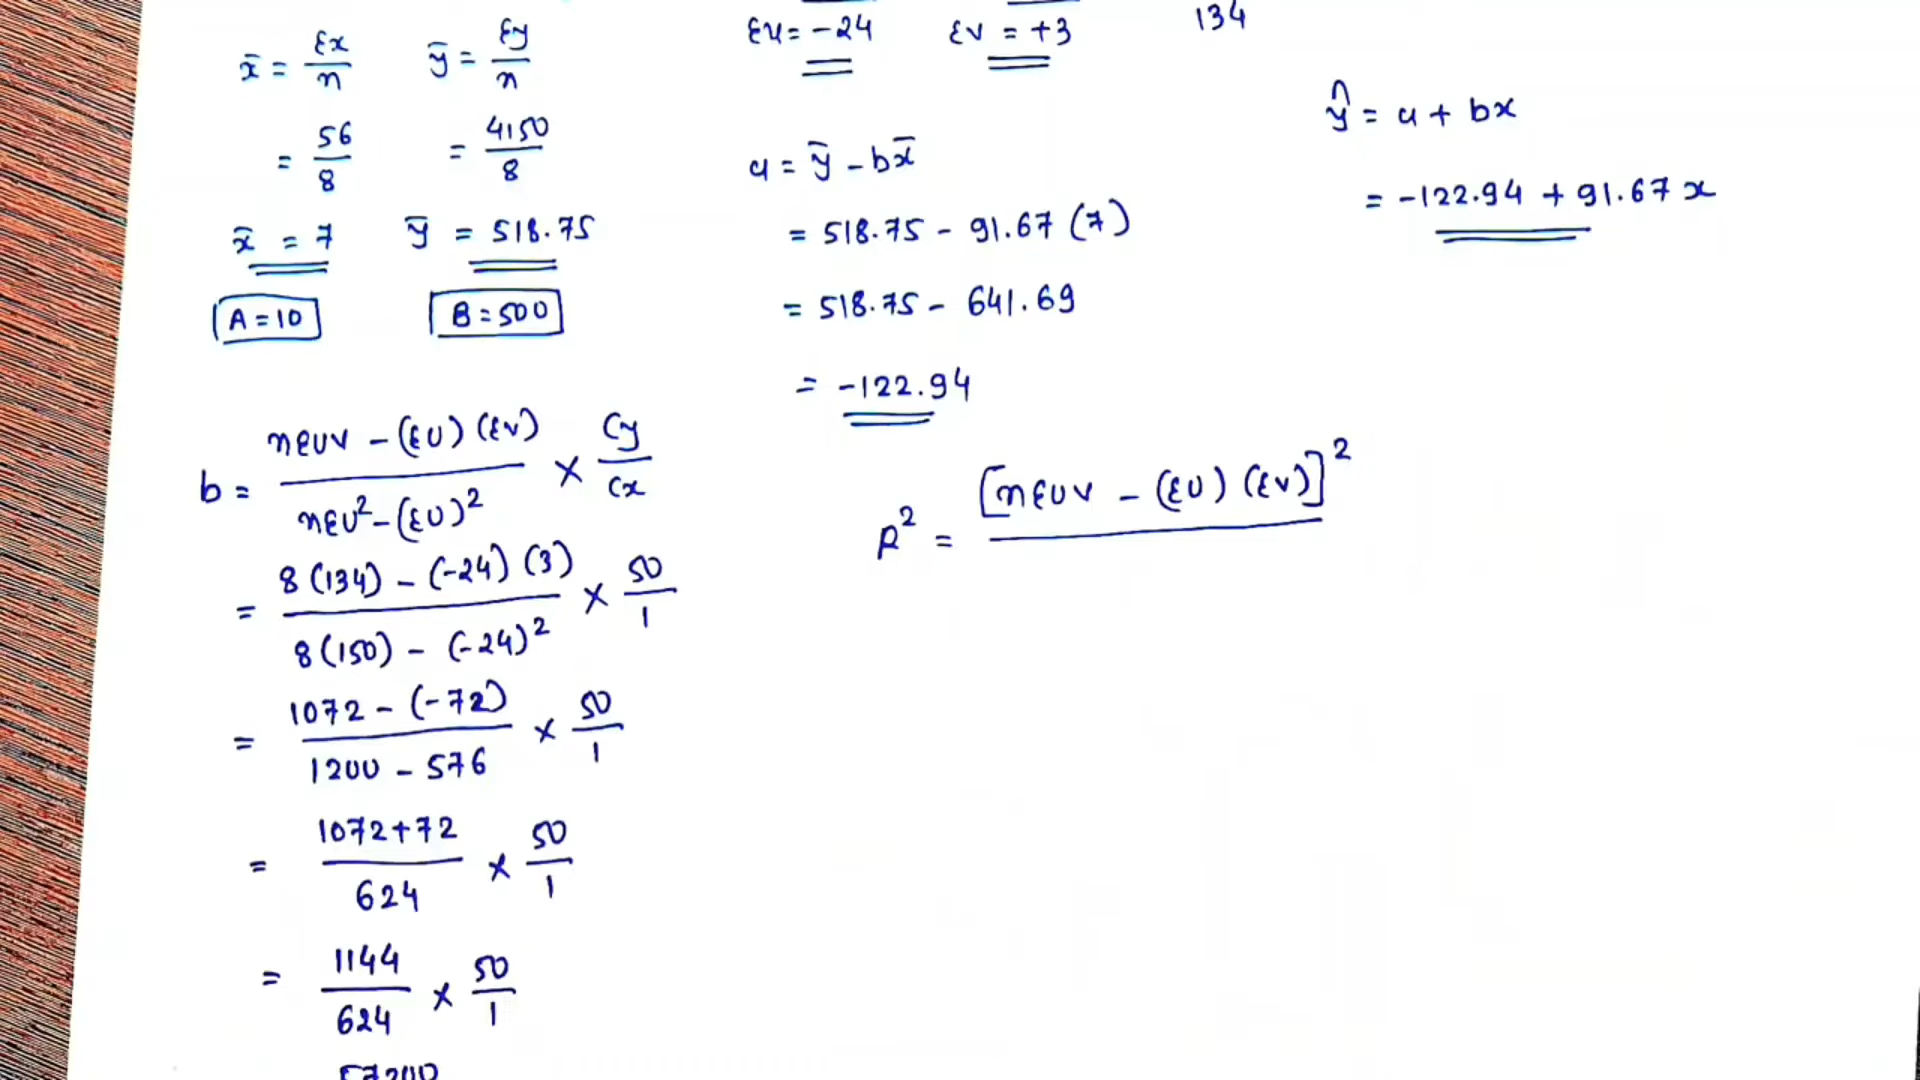 x̄ = Σx/n ȳ = Σy/n
= 56/8 = 4150/8
x̄ = 7 ȳ = 518.75
A = 10 B = 500
b = nΣuv - (Σu)(Σv) / nΣu² - (Σu)² × Cy/Cx
= 8(134) - (-24)(3) / 8(150) - (-24)² × 50/1
= 1072 - (-72) / 1200 - 576 × 50/1
= 1072+72 / 624 × 50/1
= 1144/624 × 50/1
Σu = -24 Σv = +3 134
a = ȳ - bx̄
= 518.75 - 91.67 (7)
= 518.75 - 641.69
= -122.94
ŷ = a + bx
= -122.94 + 91.67x
R² = [nΣuv - (Σu)(Σv)]²